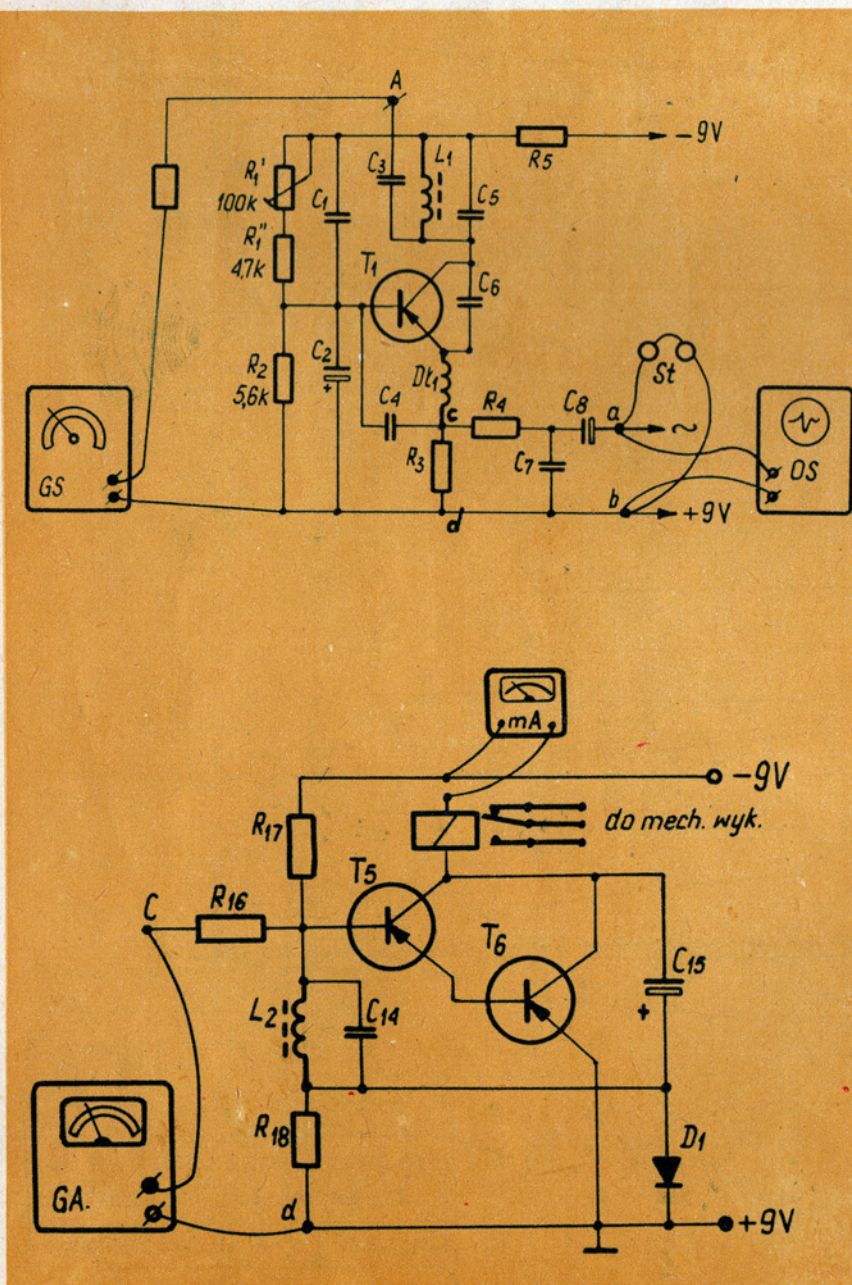 A
-9V
R5
R1'
100k
C1
C3
L1
C5
R1"
4,7k
T1
C6
R2
5,6k
C2
+
Dł1
C4
c
R4
C8
a
~
St
GS
R3
C7
OS
d
b
+9V
mA
-9V
R17
do mech. wyk.
T5
C
R16
T6
C15
+
L2
C14
R18
D1
GA.
d
+9V